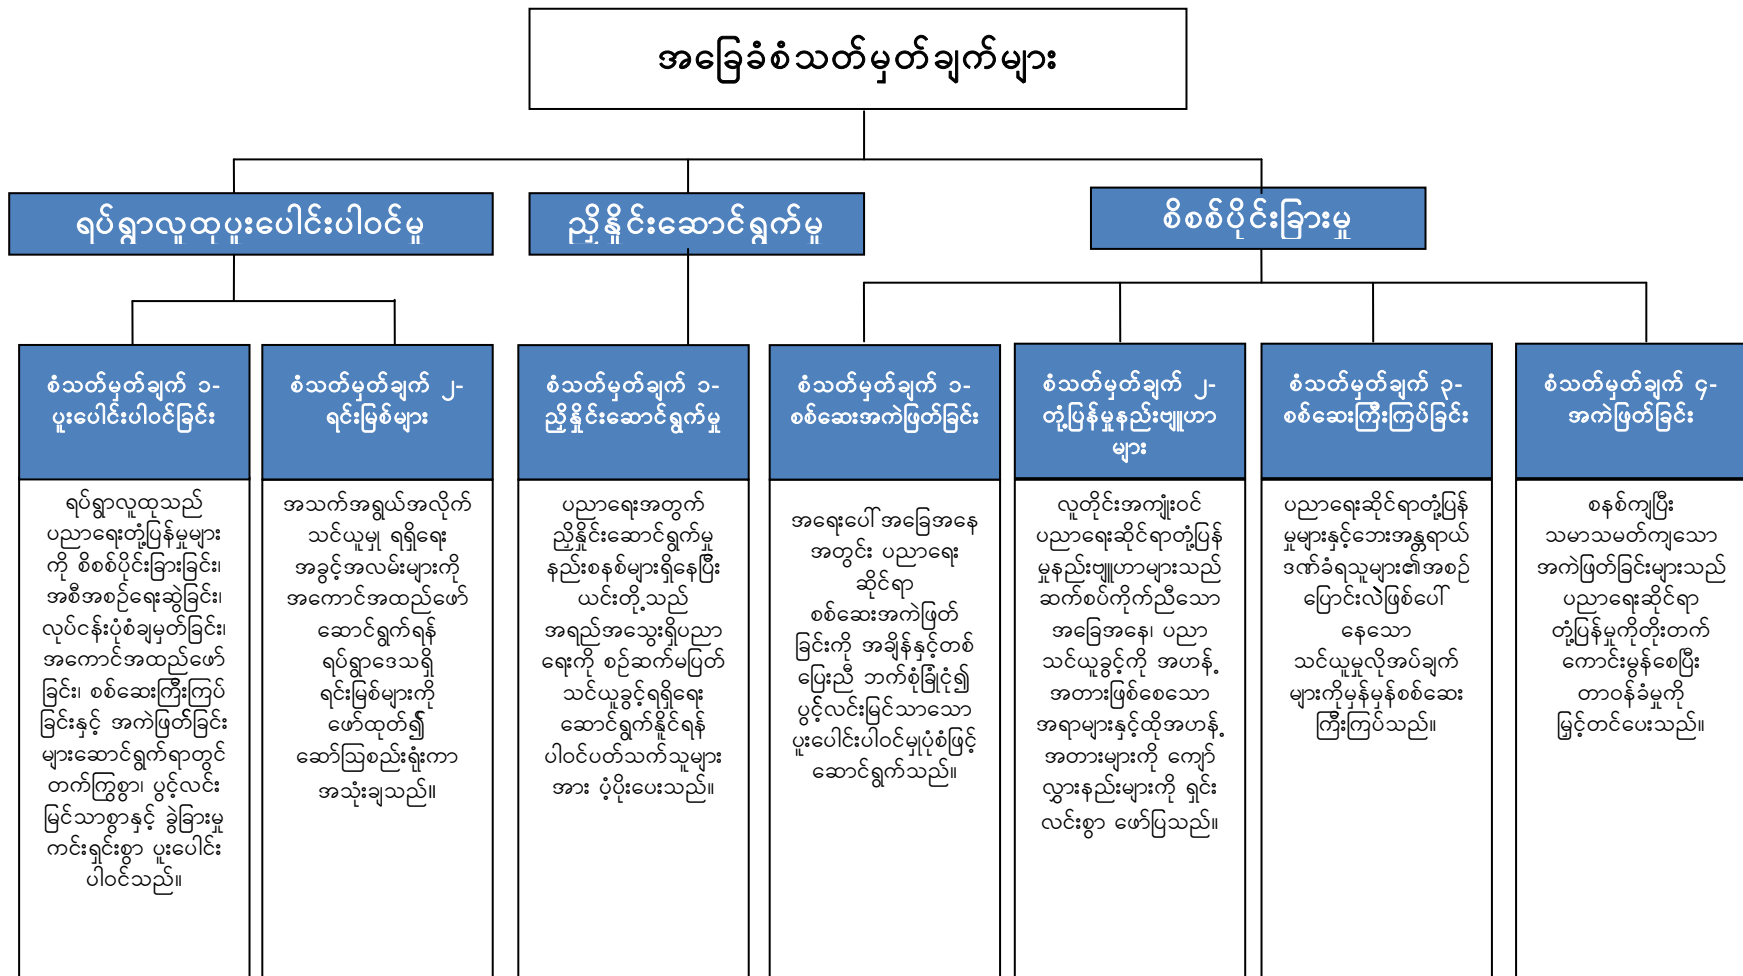 အခြေခံစံသတ်မှတ်ချက်များ
ရပ်ရွာလူထုပူးပေါင်းပါဝင်မှု
ညှိနှိုင်းဆောင်ရွက်မှု
စိစစ်ပိုင်းခြားမှု
စံသတ်မှတ်ချက် ၁-
ပူးပေါင်းပါဝင်ခြင်း
ရပ်ရွာလူထုသည်
ပညာရေးတုံ့ပြန်မှုများ
ကို စိစစ်ပိုင်းခြားခြင်း၊
အစီအစဉ်ရေးဆွဲခြင်း၊
လုပ်ငန်းပုံစံချမှတ်ခြင်း၊
အကောင်အထည်ဖော်
ခြင်း၊ စစ်ဆေးကြီးကြပ်
ခြင်းနှင့် အကဲဖြတ်ခြင်း
များဆောင်ရွက်ရာတွင်
တက်ကြွစွာ၊ ပွင့်လင်း
မြင်သာစွာနှင့် ခွဲခြားမှု
ကင်းရှင်းစွာ ပူးပေါင်း
ပါဝင်သည်။
စံသတ်မှတ်ချက် ၂-
ရင်းမြစ်များ
အသက်အရွယ်အလိုက်
သင်ယူမှု ရရှိရေး
အခွင့်အလမ်းများကို
အကောင်အထည်ဖော်
ဆောင်ရွက်ရန်
ရပ်ရွာဒေသရှိ
ရင်းမြစ်များကို
ဖော်ထုတ်၍
ဆော်ဩစည်းရုံးကာ
အသုံးချသည်။
စံသတ်မှတ်ချက် ၁-
ညှိနှိုင်းဆောင်ရွက်မှု
ပညာရေးအတွက်
ညှိနှိုင်းဆောင်ရွက်မှု
နည်းစနစ်များရှိနေပြီး
ယင်းတို့သည်
အရည်အသွေးရှိပညာ
ရေးကို စဉ်ဆက်မပြတ်
သင်ယူခွင့်ရရှိရေး
ဆောင်ရွက်နိုင်ရန်
ပါဝင်ပတ်သက်သူများ
အား ပံ့ပိုးပေးသည်။
စံသတ်မှတ်ချက် ၁-
စစ်ဆေးအကဲဖြတ်ခြင်း
အရေးပေါ်အခြေအနေ
အတွင်း ပညာရေး
ဆိုင်ရာ
စစ်ဆေးအကဲဖြတ်
ခြင်းကို အချိန်နှင့်တစ်
ပြေးညီ ဘက်စုံခြုံငုံ၍
ပွင့်လင်းမြင်သာသော
ပူးပေါင်းပါဝင်မှုပုံစံဖြင့်
ဆောင်ရွက်သည်။
စံသတ်မှတ်ချက် ၂-
တုံ့ပြန်မှုနည်းဗျူဟာ
များ
လူတိုင်းအကျုံးဝင်
ပညာရေးဆိုင်ရာတုံ့ပြန်
မှုနည်းဗျူဟာများသည်
ဆက်စပ်ကိုက်ညီသော
အခြေအနေ၊ ပညာ
သင်ယူခွင့်ကို အဟန့်
အတားဖြစ်စေသော
အရာများနှင့်ထိုအဟန့်
အတားများကို ကျော်
လွှားနည်းများကို ရှင်း
လင်းစွာ ဖော်ပြသည်။
စံသတ်မှတ်ချက် ၃-
စစ်ဆေးကြီးကြပ်ခြင်း
ပညာရေးဆိုင်ရာတုံ့ပြန်
မှုများနှင့်ဘေးအန္တရာယ်
ဒဏ်ခံရသူများ၏အစဉ်
ပြောင်းလဲဖြစ်ပေါ်
နေသော
သင်ယူမှုလိုအပ်ချက်
များကိုမှန်မှန်စစ်ဆေး
ကြီးကြပ်သည်။
စံသတ်မှတ်ချက် ၄-
အကဲဖြတ်ခြင်း
စနစ်ကျပြီး
သမာသမတ်ကျသော
အကဲဖြတ်ခြင်းများသည်
ပညာရေးဆိုင်ရာ
တုံ့ပြန်မှုကိုတိုးတက်
ကောင်းမွန်စေပြီး
တာဝန်ခံမှုကို
မြှင့်တင်ပေးသည်။